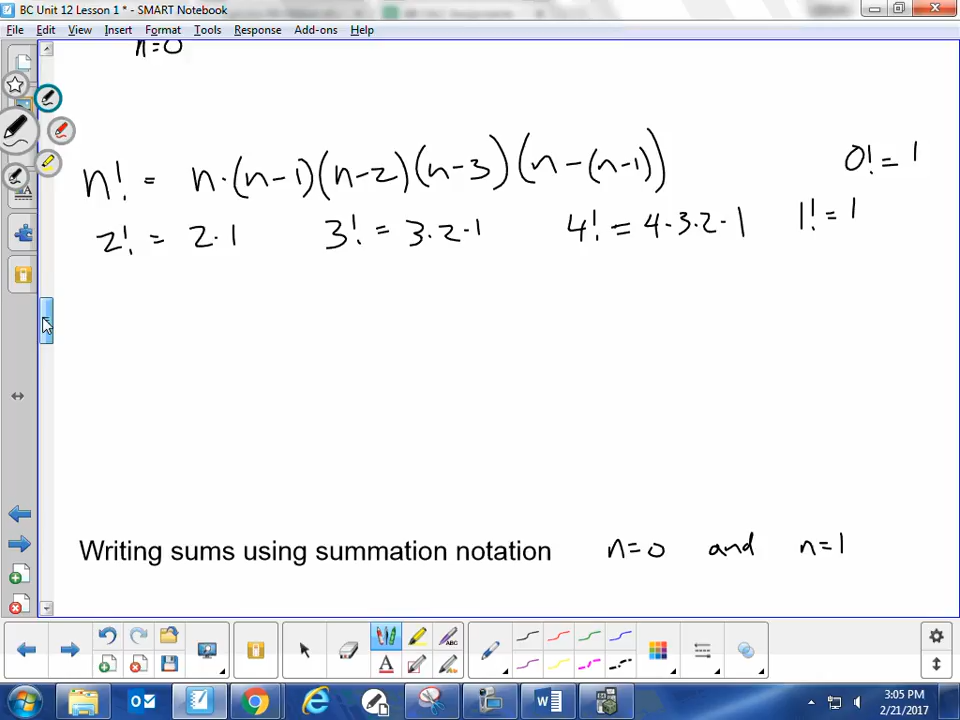 BC Unit 12 Lesson 1 * - SMART Notebook
File Edit View Insert Format Tools Response Add-ons Help
n=0
n! = n·(n-1)(n-2)(n-3)(n-(n-1))
0! = 1
2! = 2·1 3! = 3·2·1 4! = 4·3·2·1 1! = 1
Writing sums using summation notation n=0 and n=1
3:05 PM
2/21/2017